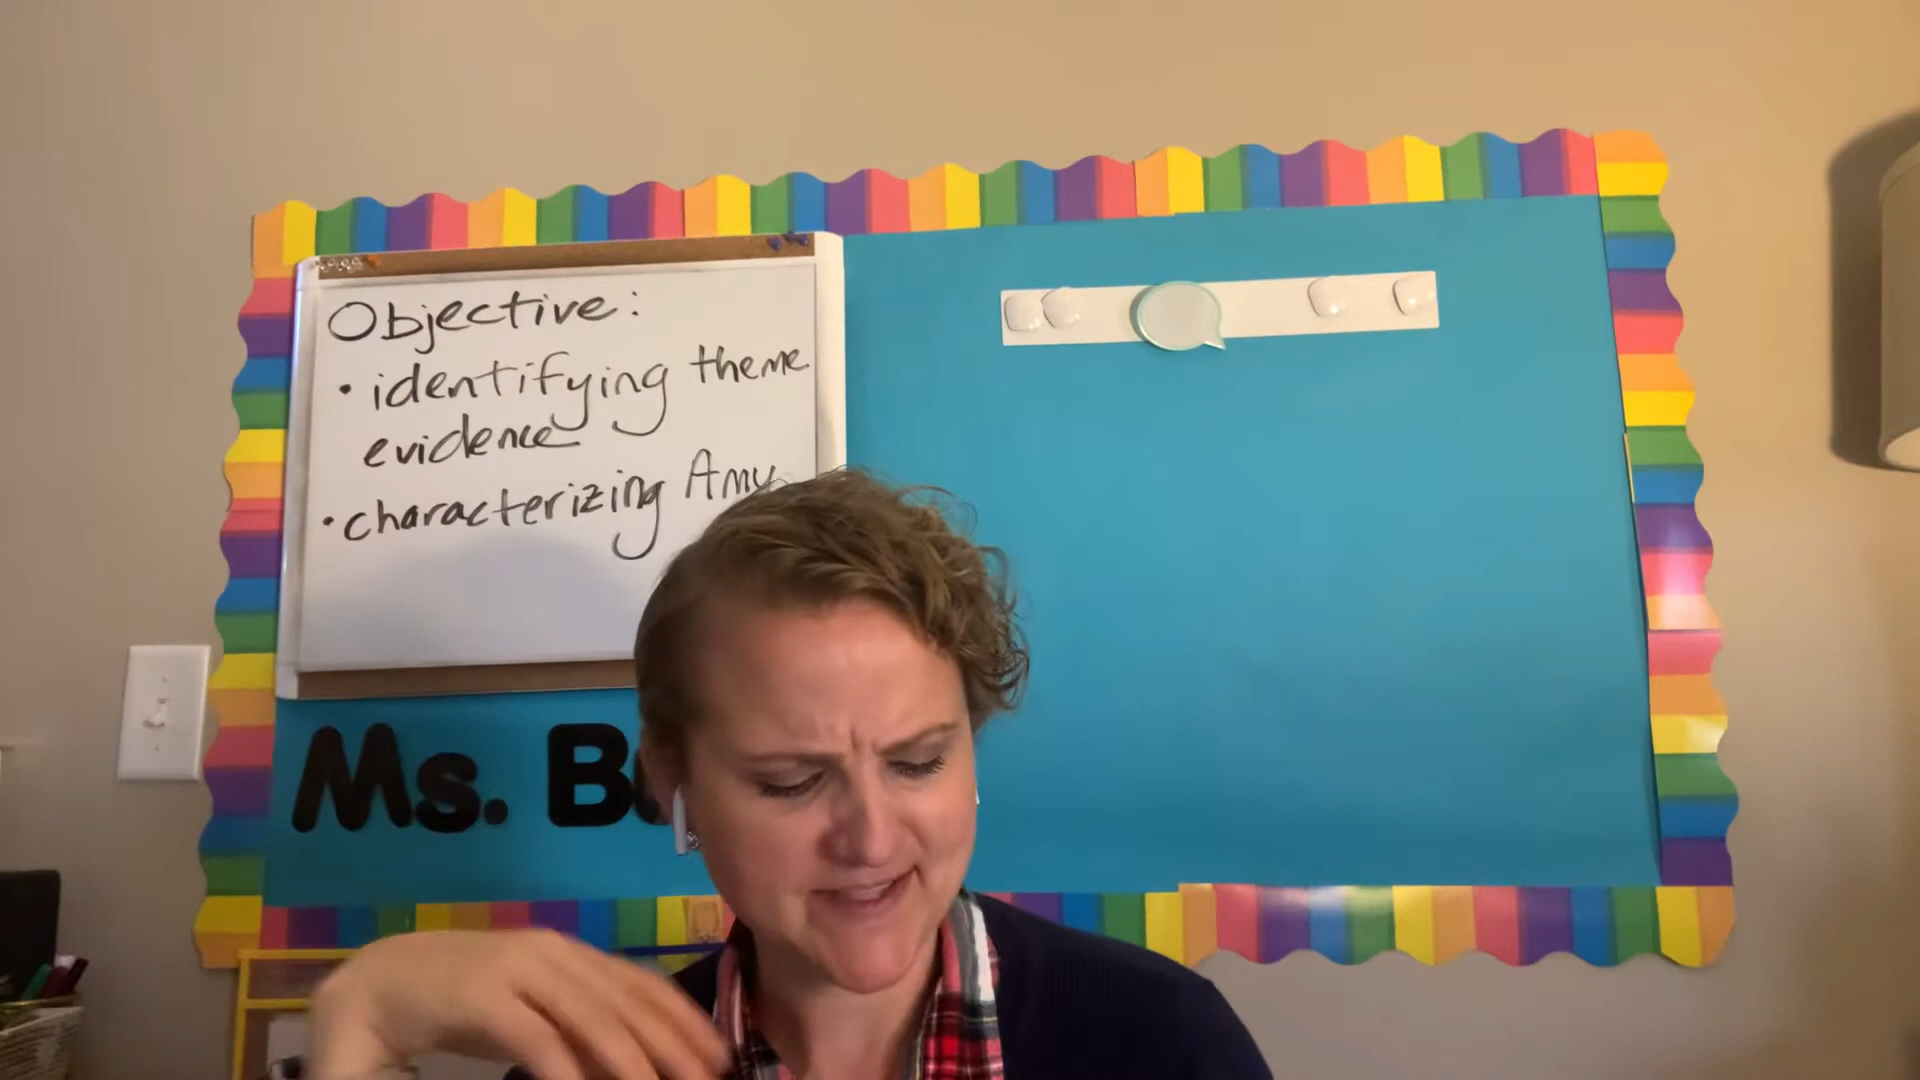 Objective:
• identifying theme
evidence
• characterizing Amy
Ms.